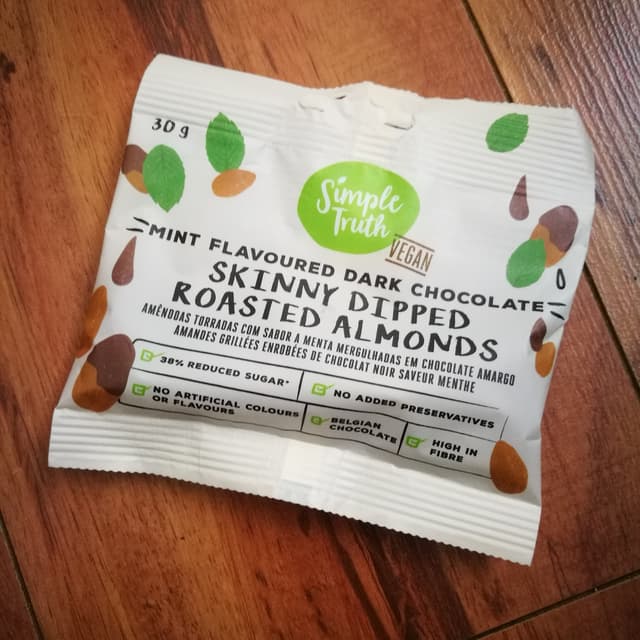 30 g
Simple
Truth
VEGAN
MINT FLAVOURED DARK CHOCOLATE
SKINNY DIPPED
ROASTED ALMONDS
AMÊNDOAS TORRADAS COM SABOR A MENTA MERGULHADAS EM CHOCOLATE AMARGO
AMANDES GRILLÉES ENROBÉES DE CHOCOLAT NOIR SAVEUR MENTHE
38% REDUCED SUGAR*
NO ADDED PRESERVATIVES
NO ARTIFICIAL COLOURS
OR FLAVOURS
BELGIAN
CHOCOLATE
HIGH IN
FIBRE